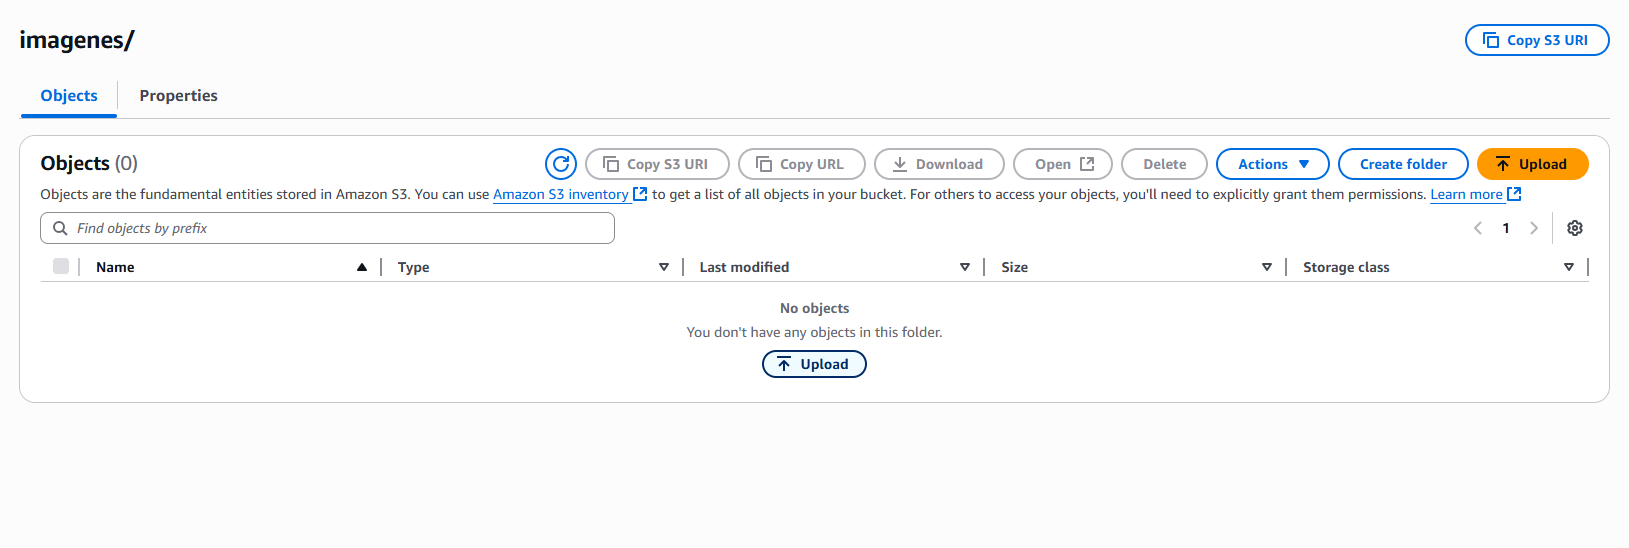 imagenes/
Copy S3 URI
Objects
Properties
Objects (0)
Copy S3 URI
Copy URL
Download
Open
Delete
Actions
Create folder
Upload
Objects are the fundamental entities stored in Amazon S3. You can use Amazon S3 inventory to get a list of all objects in your bucket. For others to access your objects, you'll need to explicitly grant them permissions. Learn more
Find objects by prefix
1
Name
Type
Last modified
Size
Storage class
No objects
You don't have any objects in this folder.
Upload